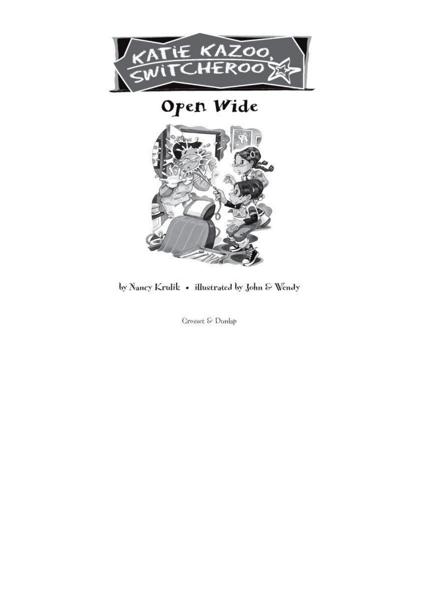 KATIE KAZOO,
SWITCHEROO
Open Wide
by Nancy Krulik • illustrated by John & Wendy
Grosset & Dunlap